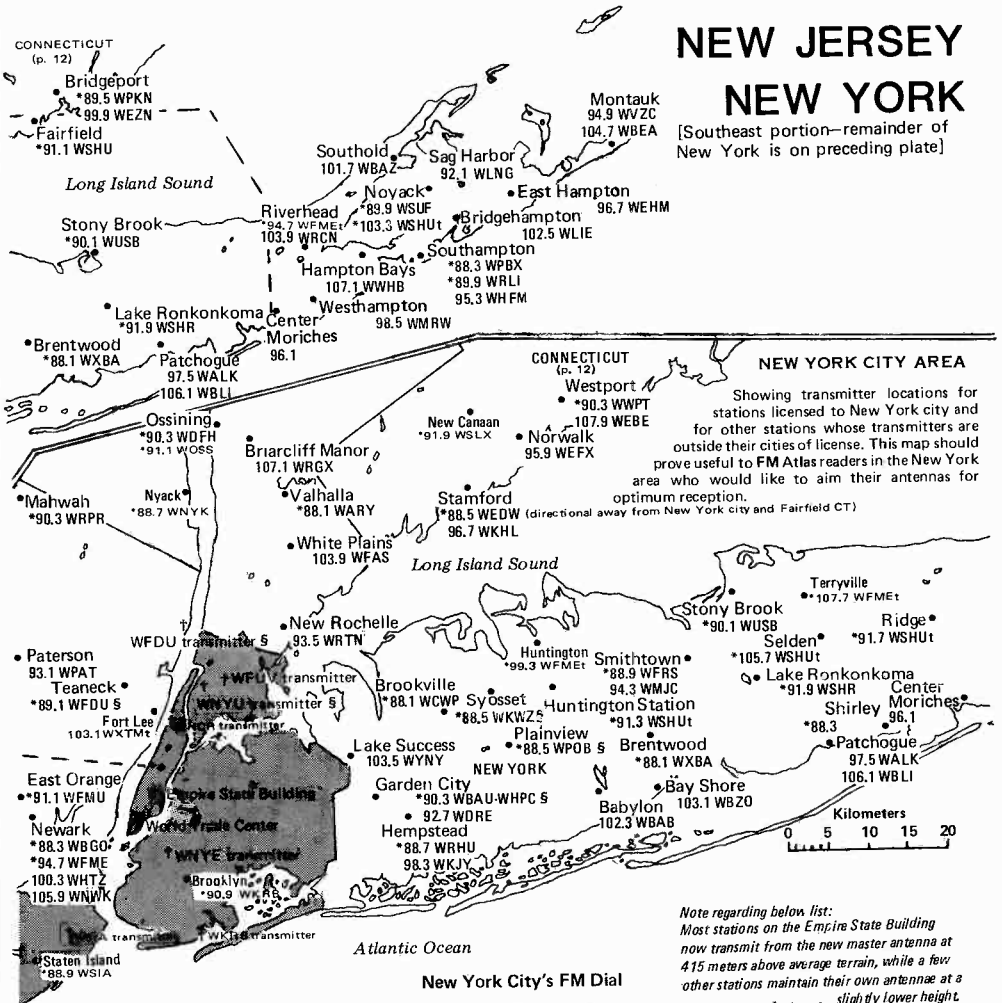 NEW JERSEY
NEW YORK
[Southeast portion—remainder of
New York is on preceding plate]
CONNECTICUT
(p. 12)
Bridgeport
*89.5 WPKN
99.9 WEZN
Fairfield
*91.1 WSHU
Long Island Sound
Stony Brook
*90.1 WUSB
Montauk
94.9 WVZC
104.7 WBEA
Southold
101.7 WBAZ
Sag Harbor
92.1 WLNG
Noyack
*89.9 WSUF
*103.3 WSHUt
East Hampton
96.7 WEHM
Riverhead
*94.7 WFMEt
103.9 WRCN
Bridgehampton
102.5 WLIE
Hampton Bays
107.1 WWHB
Southampton
*88.3 WPBX
*89.9 WRLI
95.3 WHFM
Westhampton
98.5 WMRW
Lake Ronkonkoma
*91.9 WSHR
Center
Moriches
96.1
Brentwood
*88.1 WXBA
Patchogue
97.5 WALK
106.1 WBLI
NEW YORK CITY AREA
Showing transmitter locations for
stations licensed to New York city and
for other stations whose transmitters are
outside their cities of license. This map should
prove useful to FM Atlas readers in the New York
area who would like to aim their antennas for
optimum reception.
CONNECTICUT
(p. 12)
Westport
*90.3 WWPT
107.9 WEBE
New Canaan
*91.9 WSLX
Norwalk
95.9 WEFX
Ossining
*90.3 WDFH
*91.1 WOSS
Briarcliff Manor
107.1 WRGX
Mahwah
*90.3 WRPR
Nyack
*88.7 WNYK
Valhalla
*88.1 WARY
Stamford
*88.5 WEDW (directional away from New York city and Fairfield CT)
96.7 WKHL
White Plains
103.9 WFAS
Long Island Sound
Terryville
*107.7 WFMEt
Stony Brook
*90.1 WUSB
Ridge
*91.7 WSHUt
Selden
*105.7 WSHUt
New Rochelle
93.5 WRTN
WFDU transmitter §
Huntington
*99.3 WFMEt
Smithtown
*88.9 WFRS
94.3 WMJC
Lake Ronkonkoma
*91.9 WSHR
Paterson
93.1 WPAT
WFUV transmitter
Teaneck
*89.1 WFDU §
WNYU transmitter §
Brookville
*88.1 WCWP
Syosset
*88.5 WKWZ§
Huntington Station
*91.3 WSHUt
Center
Moriches
96.1
Shirley
*88.3
Fort Lee
103.1 WXTMt
transmitter
Plainview
*88.5 WPOB §
Brentwood
*88.1 WXBA
Patchogue
97.5 WALK
106.1 WBLI
Lake Success
103.5 WYNY
NEW YORK
East Orange
*91.1 WFMU
Empire State Building
Garden City
*90.3 WBAU-WHPC §
92.7 WDRE
Bay Shore
103.1 WBZO
Babylon
102.3 WBAB
Newark
*88.3 WBGO
*94.7 WFME
100.3 WHTZ
105.9 WNWK
World Trade Center
Hempstead
*88.7 WRHU
98.3 WKJY
Kilometers
0 5 10 15 20
WNYE transmitter
Brooklyn
*90.9 WKRB
transmitter
WKRB transmitter
Staten Island
*88.9 WSIA
Atlantic Ocean
New York City's FM Dial
Note regarding below list:
Most stations on the Empire State Building
now transmit from the new master antenna at
415 meters above average terrain, while a few
other stations maintain their own antennae at a
slightly lower height.